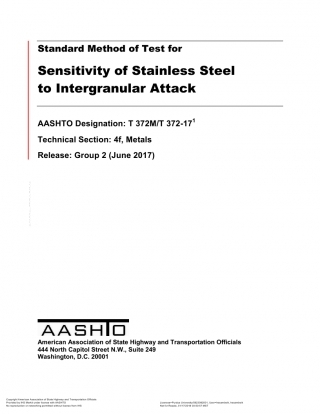 Standard Method of Test for
Sensitivity of Stainless Steel
to Intergranular Attack
AASHTO Designation: T 372M/T 372-17¹
Technical Section: 4f, Metals
Release: Group 2 (June 2017)
AASHTO
American Association of State Highway and Transportation Officials
444 North Capitol Street N.W., Suite 249
Washington, D.C. 20001